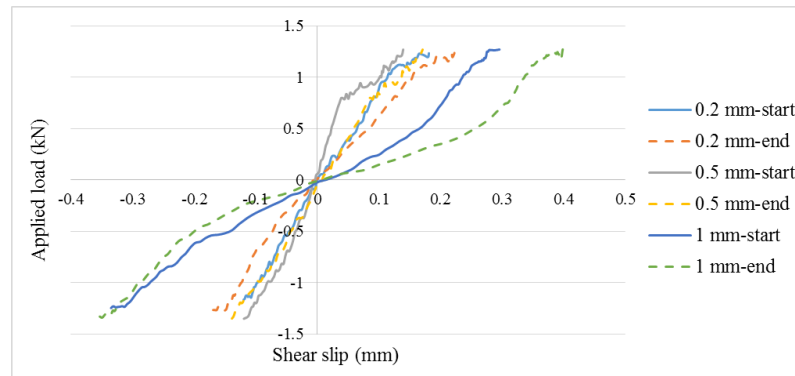 1.5
1
0.5
0
-0.5
-1
-1.5
-0.4 -0.3 -0.2 -0.1 0 0.1 0.2 0.3 0.4 0.5
Applied load (kN)
Shear slip (mm)
0.2 mm-start
0.2 mm-end
0.5 mm-start
0.5 mm-end
1 mm-start
1 mm-end